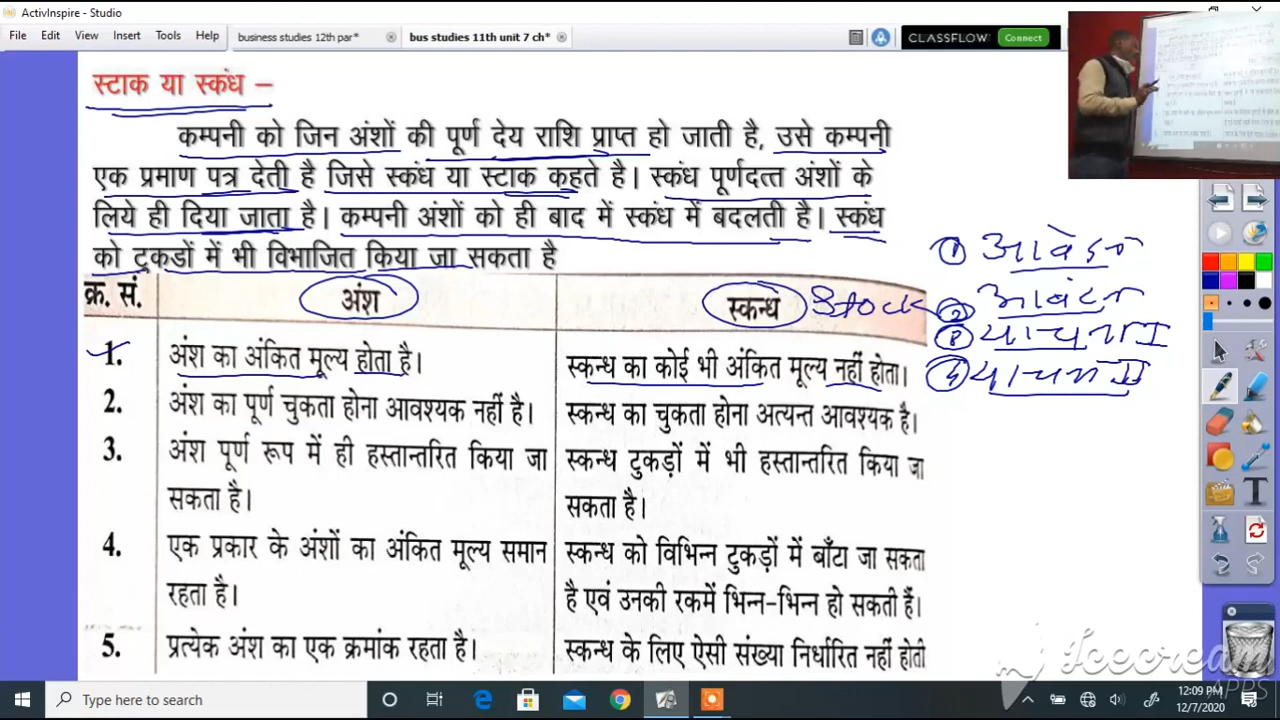 ActivInspire - Studio
File Edit View Insert Tools Help
business studies 12th par*
bus studies 11th unit 7 ch*
CLASSFLOW Connect
स्टाक या स्कंध –
कम्पनी को जिन अंशों की पूर्ण देय राशि प्राप्त हो जाती है, उसे कम्पनी
एक प्रमाण पत्र देती है जिसे स्कंध या स्टाक कहते है। स्कंध पूर्णदत्त अंशों के
लिये ही दिया जाता है। कम्पनी अंशों को ही बाद में स्कंध में बदलती है। स्कंध
को टुकडों में भी विभाजित किया जा सकता है
क्र. सं. अंश स्कन्ध Stock
1. अंश का अंकित मूल्य होता है। स्कन्ध का कोई भी अंकित मूल्य नहीं होता।
2. अंश का पूर्ण चुकता होना आवश्यक नहीं है। स्कन्ध का चुकता होना अत्यन्त आवश्यक है।
3. अंश पूर्ण रूप में ही हस्तान्तरित किया जा
सकता है।
स्कन्ध टुकड़ों में भी हस्तान्तरित किया जा
सकता है।
4. एक प्रकार के अंशों का अंकित मूल्य समान
रहता है।
स्कन्ध को विभिन्न टुकड़ों में बाँटा जा सकता
है एवं उनकी रकमें भिन्न-भिन्न हो सकती हैं।
5. प्रत्येक अंश का एक क्रमांक रहता है। स्कन्ध के लिए ऐसी संख्या निर्धारित नहीं होती
① आवेदन
② आवंटन
याचना I
याचना II
Icecream
APPS
Type here to search
12:09 PM
12/7/2020